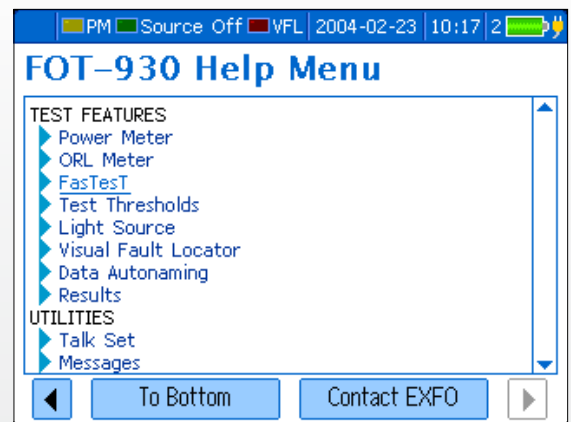 PM Source Off VFL 2004-02-23 10:17 2
FOT-930 Help Menu
TEST FEATURES
Power Meter
ORL Meter
FasTesT
Test Thresholds
Light Source
Visual Fault Locator
Data Autonaming
Results
UTILITIES
Talk Set
Messages
To Bottom Contact EXFO